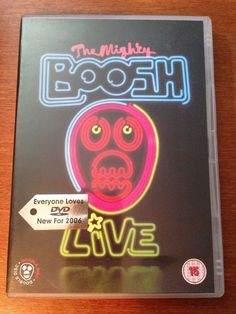 The Mighty
BOOSH
Everyone Loves
DVD
New For 2006
LiVE
15